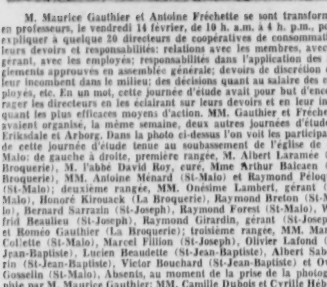 M. Maurice Gauthier et Antoine Fréchette se sont transform
en professeurs, le vendredi 14 février, de 10 h. a.m. à 4 h. p.m., p
expliquer à quelque 20 directeurs de coopératives de consommat
leurs devoirs et responsabilités: relations avec les membres, avec
gérant, avec les employés; responsabilités dans l'application des
glements approuvés en assemblée générale; devoirs de discrétion
leur incombent dans le milieu; des décisions quant au salaire des e
ployés, etc. En un mot, cette journée d'étude avait pour but d'enc
rager les directeurs en les éclairant sur leurs devoirs et en leur in
quant les plus efficaces moyens d'action. MM. Gauthier et Fréche
avaient organisé, la même semaine, deux autres journées d'étude
Eriksdale et Arborg. Dans la photo ci-dessus l'on voit les participa
de cette journée d'étude tenue au soubassement de l'église de
Malo: de gauche à droite, première rangée, M. Albert Laramée (
Broquerie), M. l'abbé David Roy, curé, Mme Arthur Balcaen (
Broquerie), MM. Antoine Ménard (St-Malo) et Raymond Péloq
(St-Malo); deuxième rangée, MM. Onésime Lambert, gérant (
Malo), Honoré Kirouack (La Broquerie), Raymond Breton (St-M
lo), Bernard Sarrazin (St-Joseph), Raymond Forest (St-Malo), W
frid Beaulieu (St-Joseph), Raymond Girardin, gérant (St-Josep
et Roméo Gauthier (La Broquerie); troisième rangée, MM. Mar
Collette (St-Malo), Marcel Fillion (St-Joseph), Olivier Lafond (
Jean-Baptiste), Lucien Beaudette (St-Jean-Baptiste), Albert Sab
rin (St-Jean-Baptiste), Victor Bouchard (St-Jean-Baptiste) et O
Gosselin (St-Malo). Absents, au moment de la prise de la photog
phie par M. Maurice Gauthier: MM. Camille Dubois et Cyrille Héb